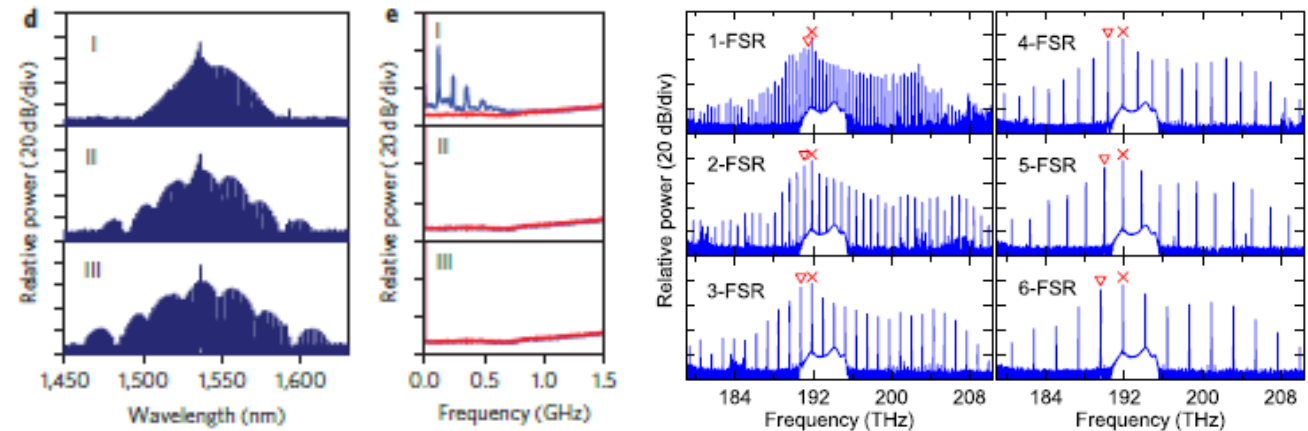 d
I
II
III
Relative power ( 20 dB/div)
1,450 1,500 1,550 1,600
Wavelength (nm)
e
I
II
III
Relative power (20 dB/div)
0.0 0.5 1.0 1.5
Frequency (GHz)
1-FSR
2-FSR
3-FSR
4-FSR
5-FSR
6-FSR
Relative power (20 dB/div)
184 192 200 208
Frequency (THz)
184 192 200 208
Frequency (THz)